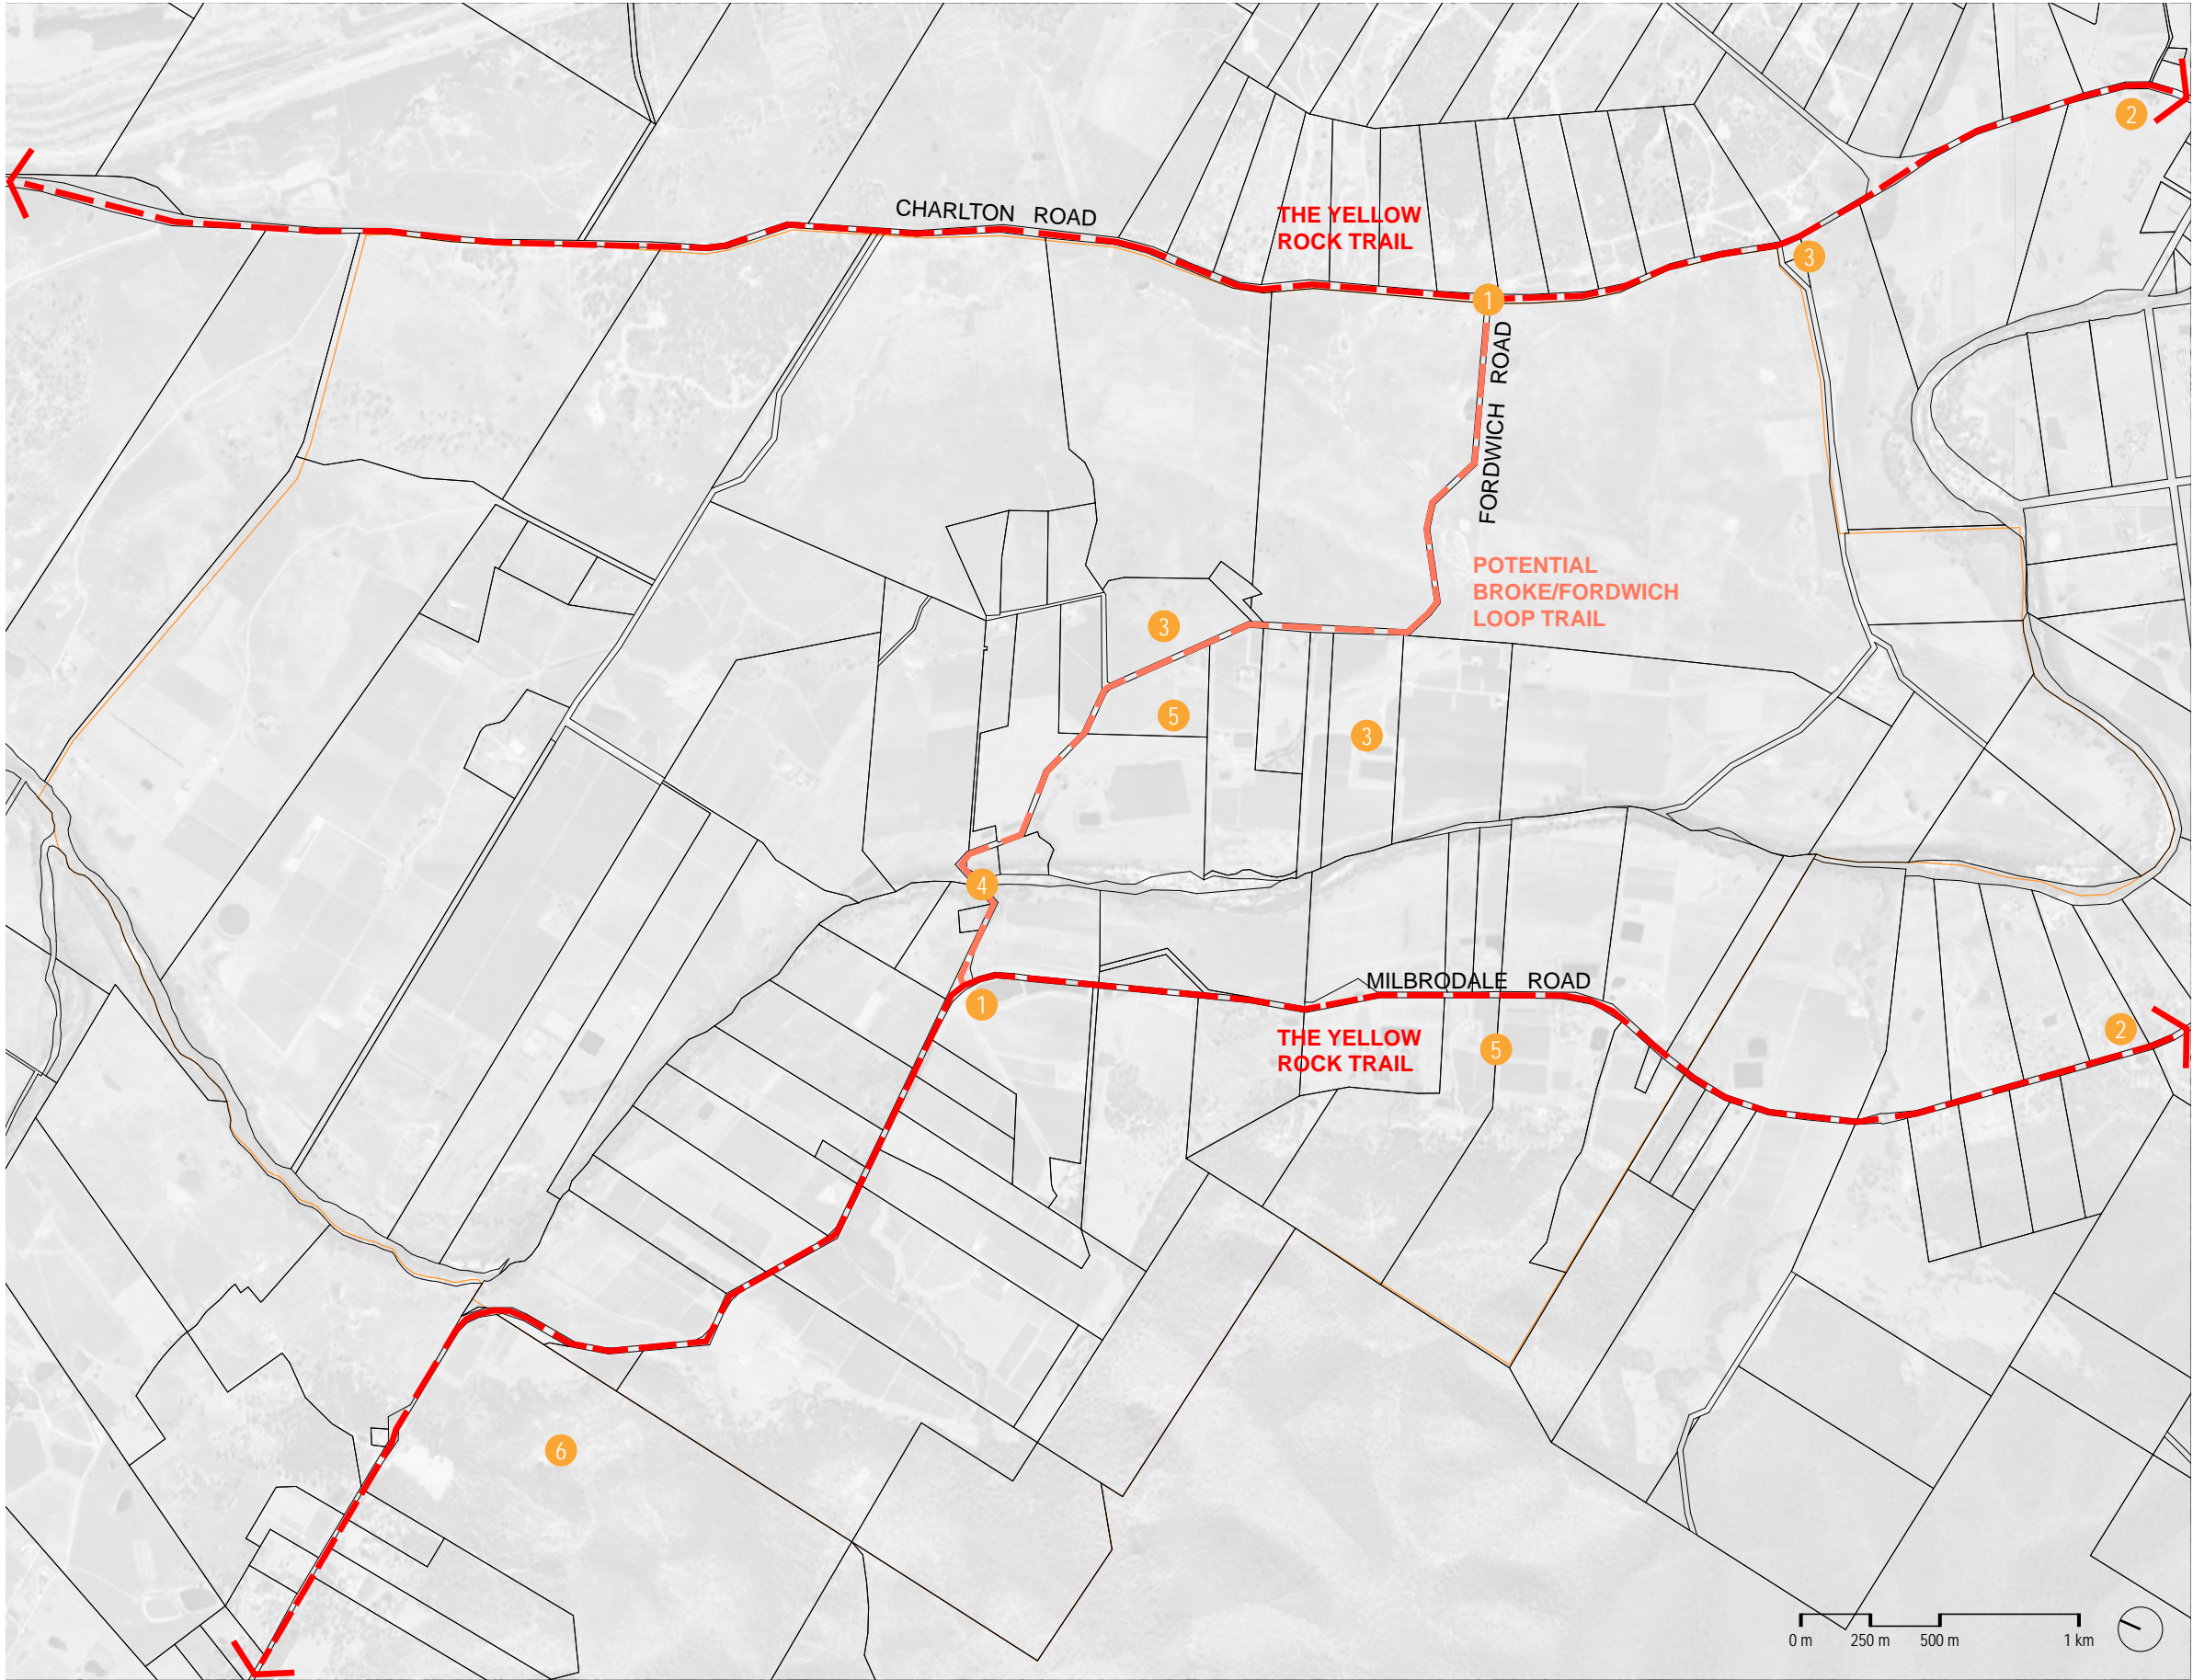 2
CHARLTON ROAD
THE YELLOW
ROCK TRAIL
3
1
FORDWICH ROAD
POTENTIAL
BROKE/FORDWICH
LOOP TRAIL
3
5
3
4
MILBRODALE ROAD
1
THE YELLOW
ROCK TRAIL
2
5
6
0 m 250 m 500 m 1 km